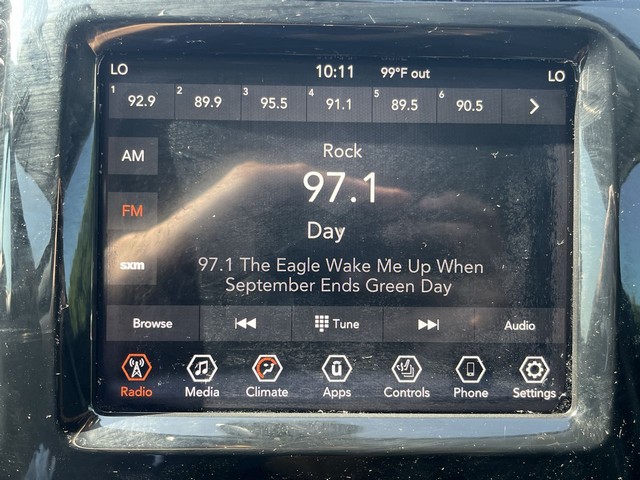 LO 10:11 99°F out LO
1 92.9 2 89.9 3 95.5 4 91.1 5 89.5 6 90.5
AM
Rock
97.1
FM
Day
sxm
97.1 The Eagle Wake Me Up When
September Ends Green Day
Browse Tune Audio
Radio Media Climate ū Apps Controls Phone Settings